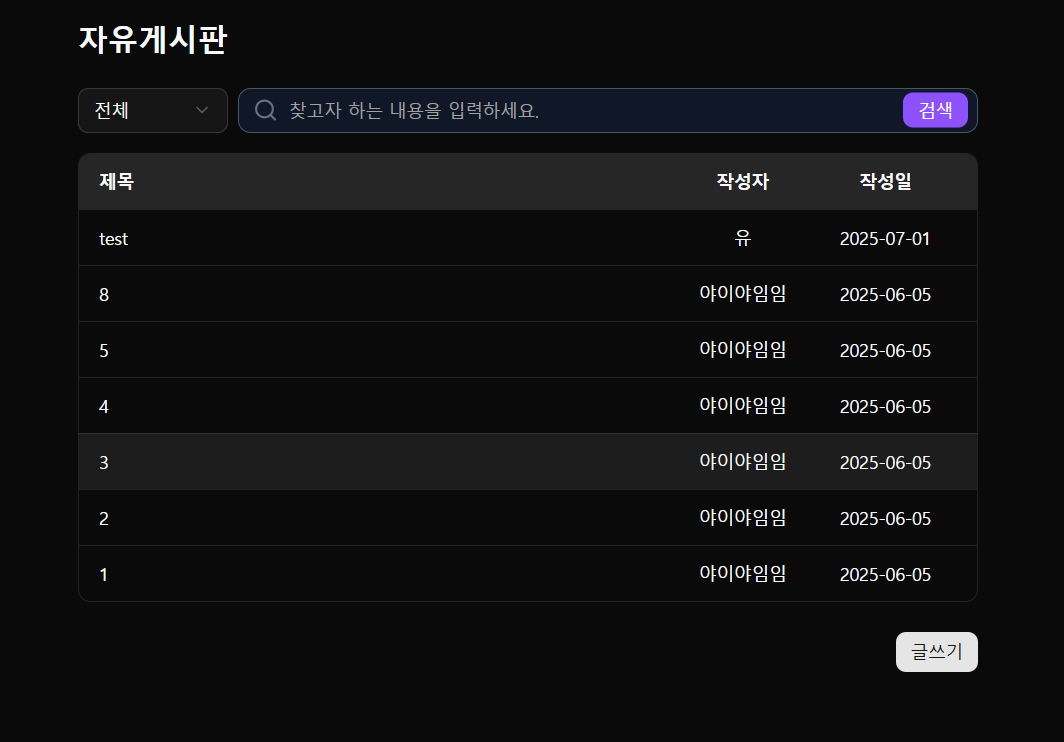 자유게시판
전체 찾고자 하는 내용을 입력하세요. 검색
제목 작성자 작성일
test 유 2025-07-01
8 야이야임임 2025-06-05
5 야이야임임 2025-06-05
4 야이야임임 2025-06-05
3 야이야임임 2025-06-05
2 야이야임임 2025-06-05
1 야이야임임 2025-06-05
글쓰기